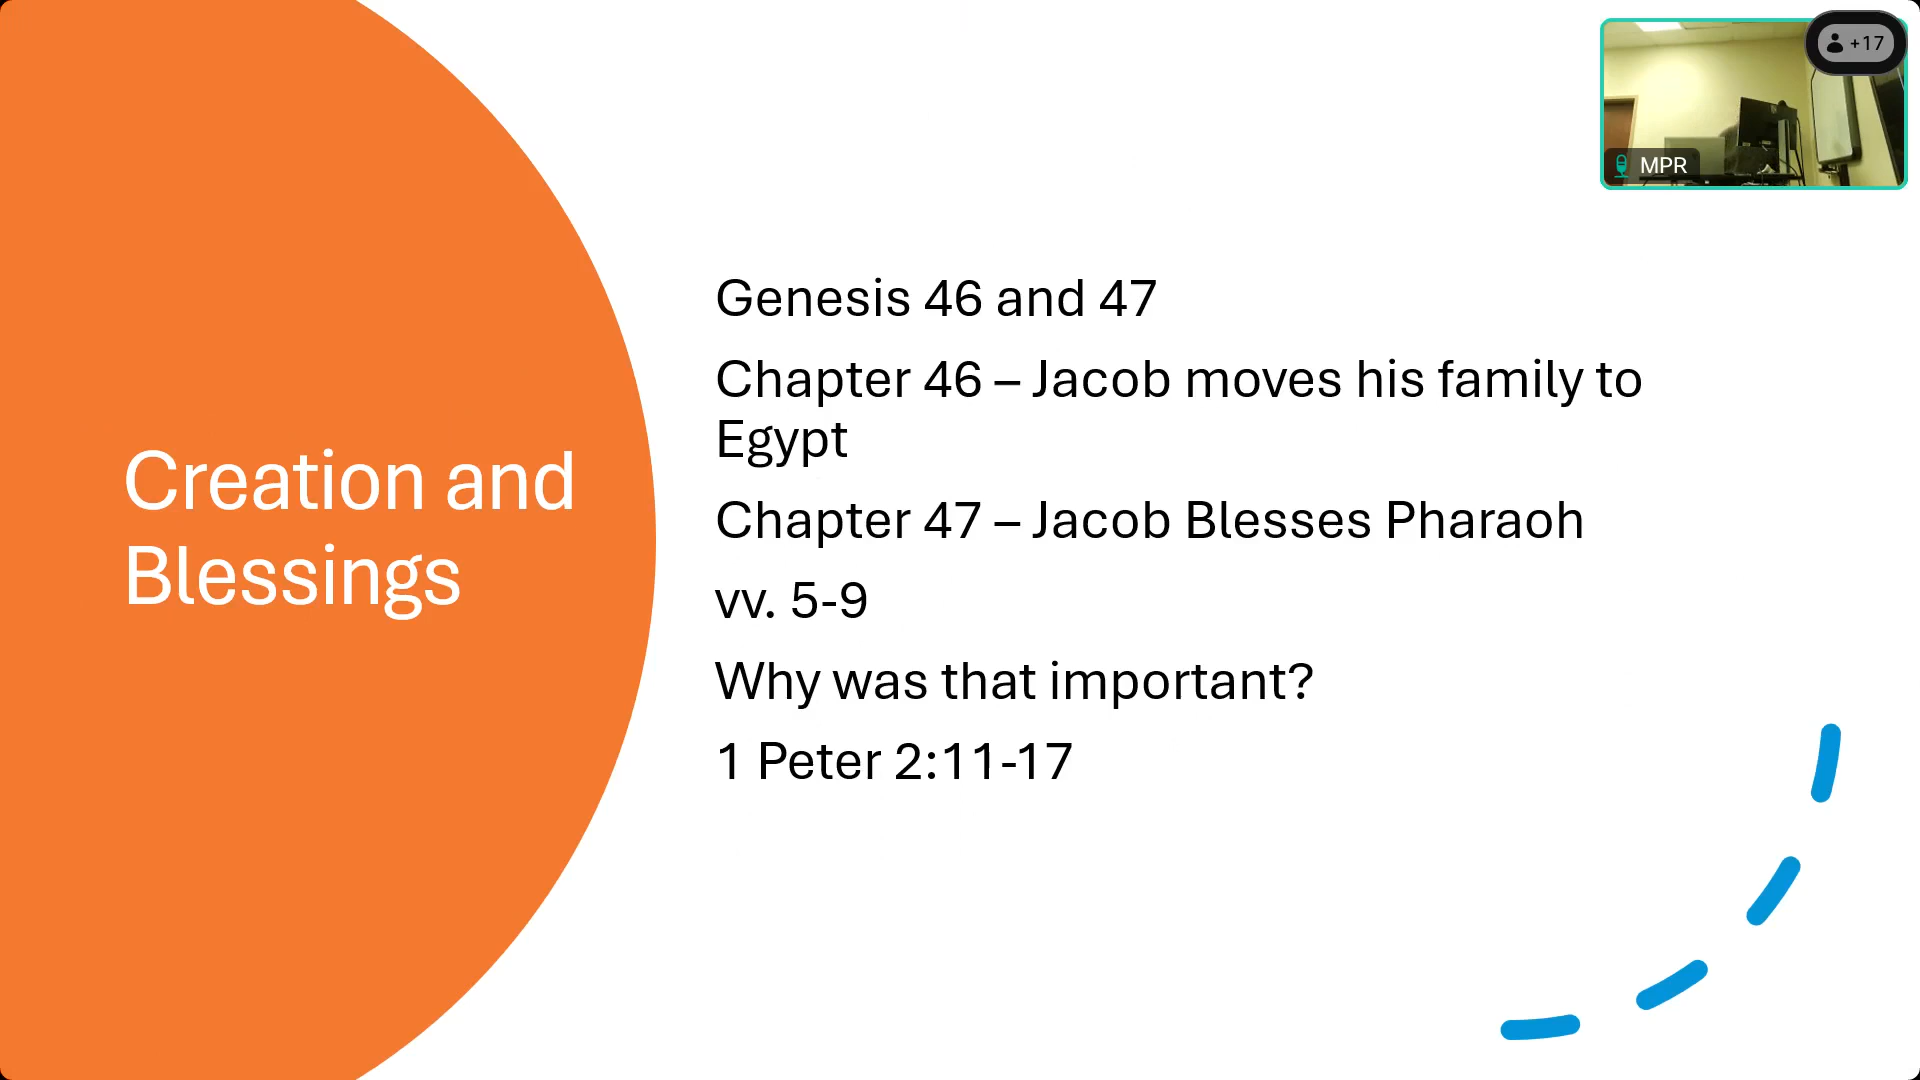 Creation and
Blessings
Genesis 46 and 47
Chapter 46 – Jacob moves his family to
Egypt
Chapter 47 – Jacob Blesses Pharaoh
vv. 5-9
Why was that important?
1 Peter 2:11-17
+17
MPR